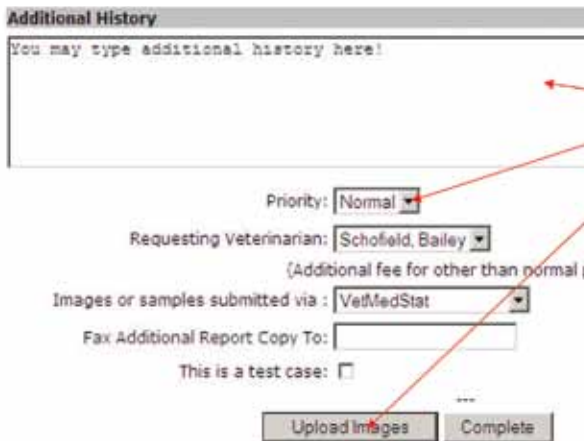 Additional History
You may type additional history here!
Priority: Normal
Requesting Veterinarian: Schofield, Bailey
(Additional fee for other than normal
Images or samples submitted via : VetMedStat
Fax Additional Report Copy To:
This is a test case:
---
Upload Images Complete